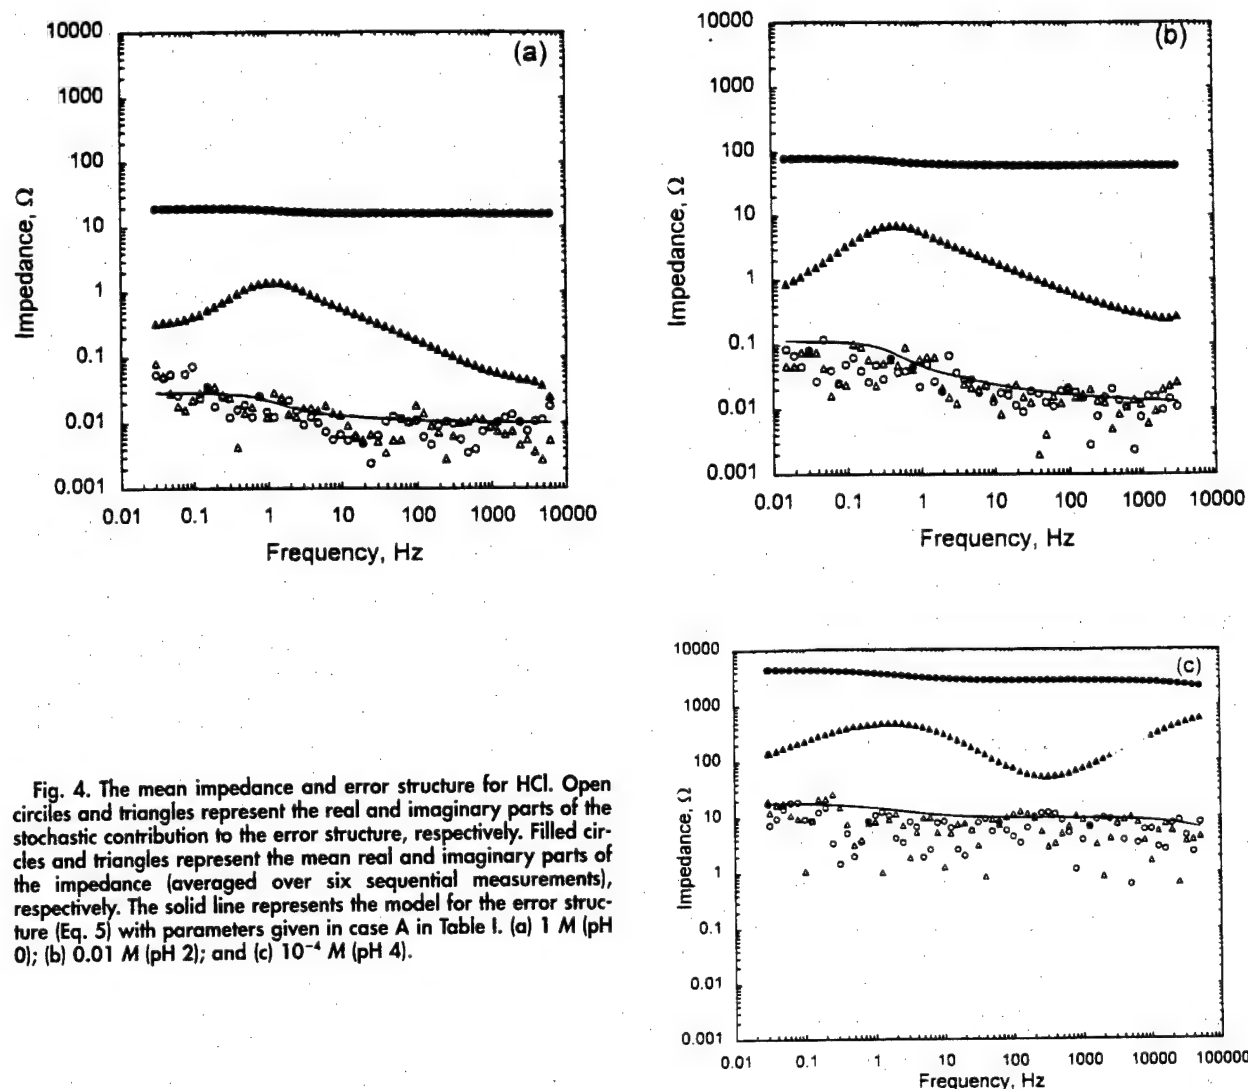 (a)
10000
1000
100
10
1
0.1
0.01
0.001
Impedance, Ω
0.01 0.1 1 10 100 1000 10000
Frequency, Hz
(b)
10000
1000
100
10
1
0.1
0.01
0.001
Impedance, Ω
0.01 0.1 1 10 100 1000 10000
Frequency, Hz
(c)
10000
1000
100
10
1
0.1
0.01
0.001
Impedance, Ω
0.01 0.1 1 10 100 1000 10000 100000
Frequency, Hz
Fig. 4. The mean impedance and error structure for HCl. Open
circiles and triangles represent the real and imaginary parts of the
stochastic contribution to the error structure, respectively. Filled cir-
cles and triangles represent the mean real and imaginary parts of
the impedance (averaged over six sequential measurements),
respectively. The solid line represents the model for the error struc-
ture (Eq. 5) with parameters given in case A in Table I. (a) 1 M (pH
0); (b) 0.01 M (pH 2); and (c) 10⁻⁴ M (pH 4).